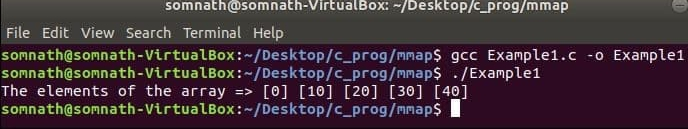 somnath@somnath-VirtualBox: ~/Desktop/c_prog/mmap
File Edit View Search Terminal Help
somnath@somnath-VirtualBox:~/Desktop/c_prog/mmap$ gcc Example1.c -o Example1
somnath@somnath-VirtualBox:~/Desktop/c_prog/mmap$ ./Example1
The elements of the array => [0] [10] [20] [30] [40]
somnath@somnath-VirtualBox:~/Desktop/c_prog/mmap$